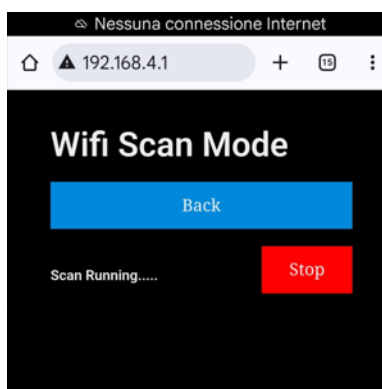 Nessuna connessione Internet
192.168.4.1
15
Wifi Scan Mode
Back
Scan Running.....
Stop